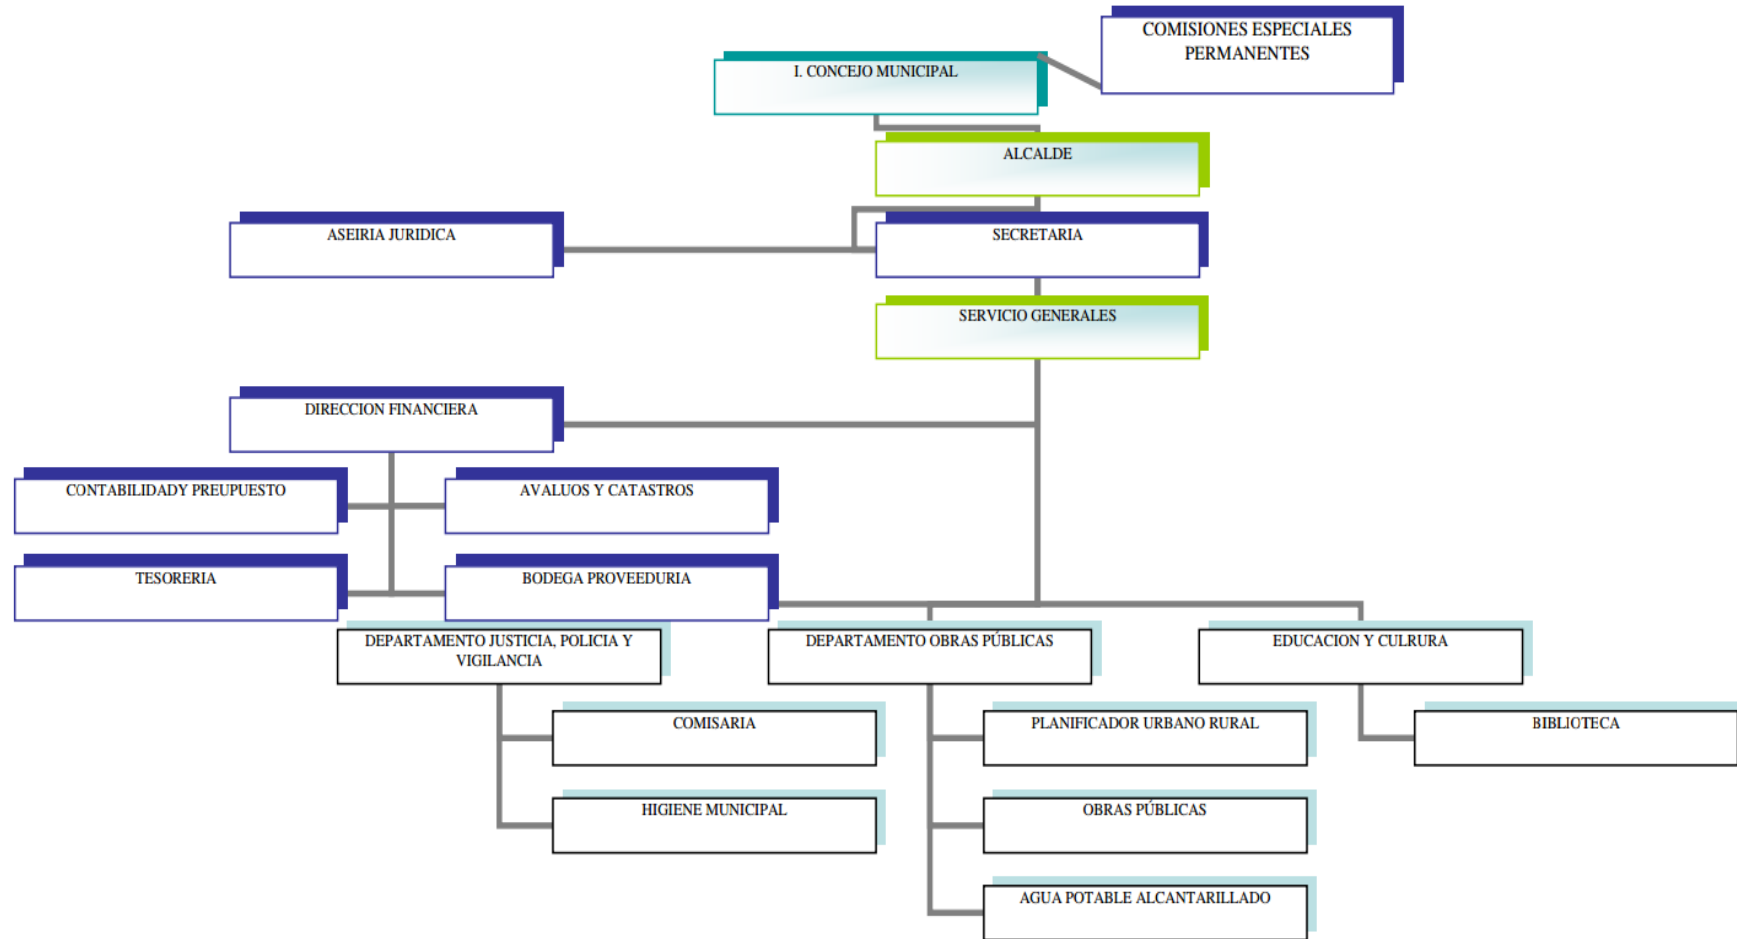 COMISIONES ESPECIALES
PERMANENTES
I. CONCEJO MUNICIPAL
ALCALDE
ASEIRIA JURIDICA
SECRETARIA
SERVICIO GENERALES
DIRECCION FINANCIERA
CONTABILIDADY PREUPUESTO
AVALUOS Y CATASTROS
TESORERIA
BODEGA PROVEEDURIA
DEPARTAMENTO JUSTICIA, POLICIA Y
VIGILANCIA
DEPARTAMENTO OBRAS PÚBLICAS
EDUCACION Y CULRURA
COMISARIA
PLANIFICADOR URBANO RURAL
BIBLIOTECA
HIGIENE MUNICIPAL
OBRAS PÚBLICAS
AGUA POTABLE ALCANTARILLADO